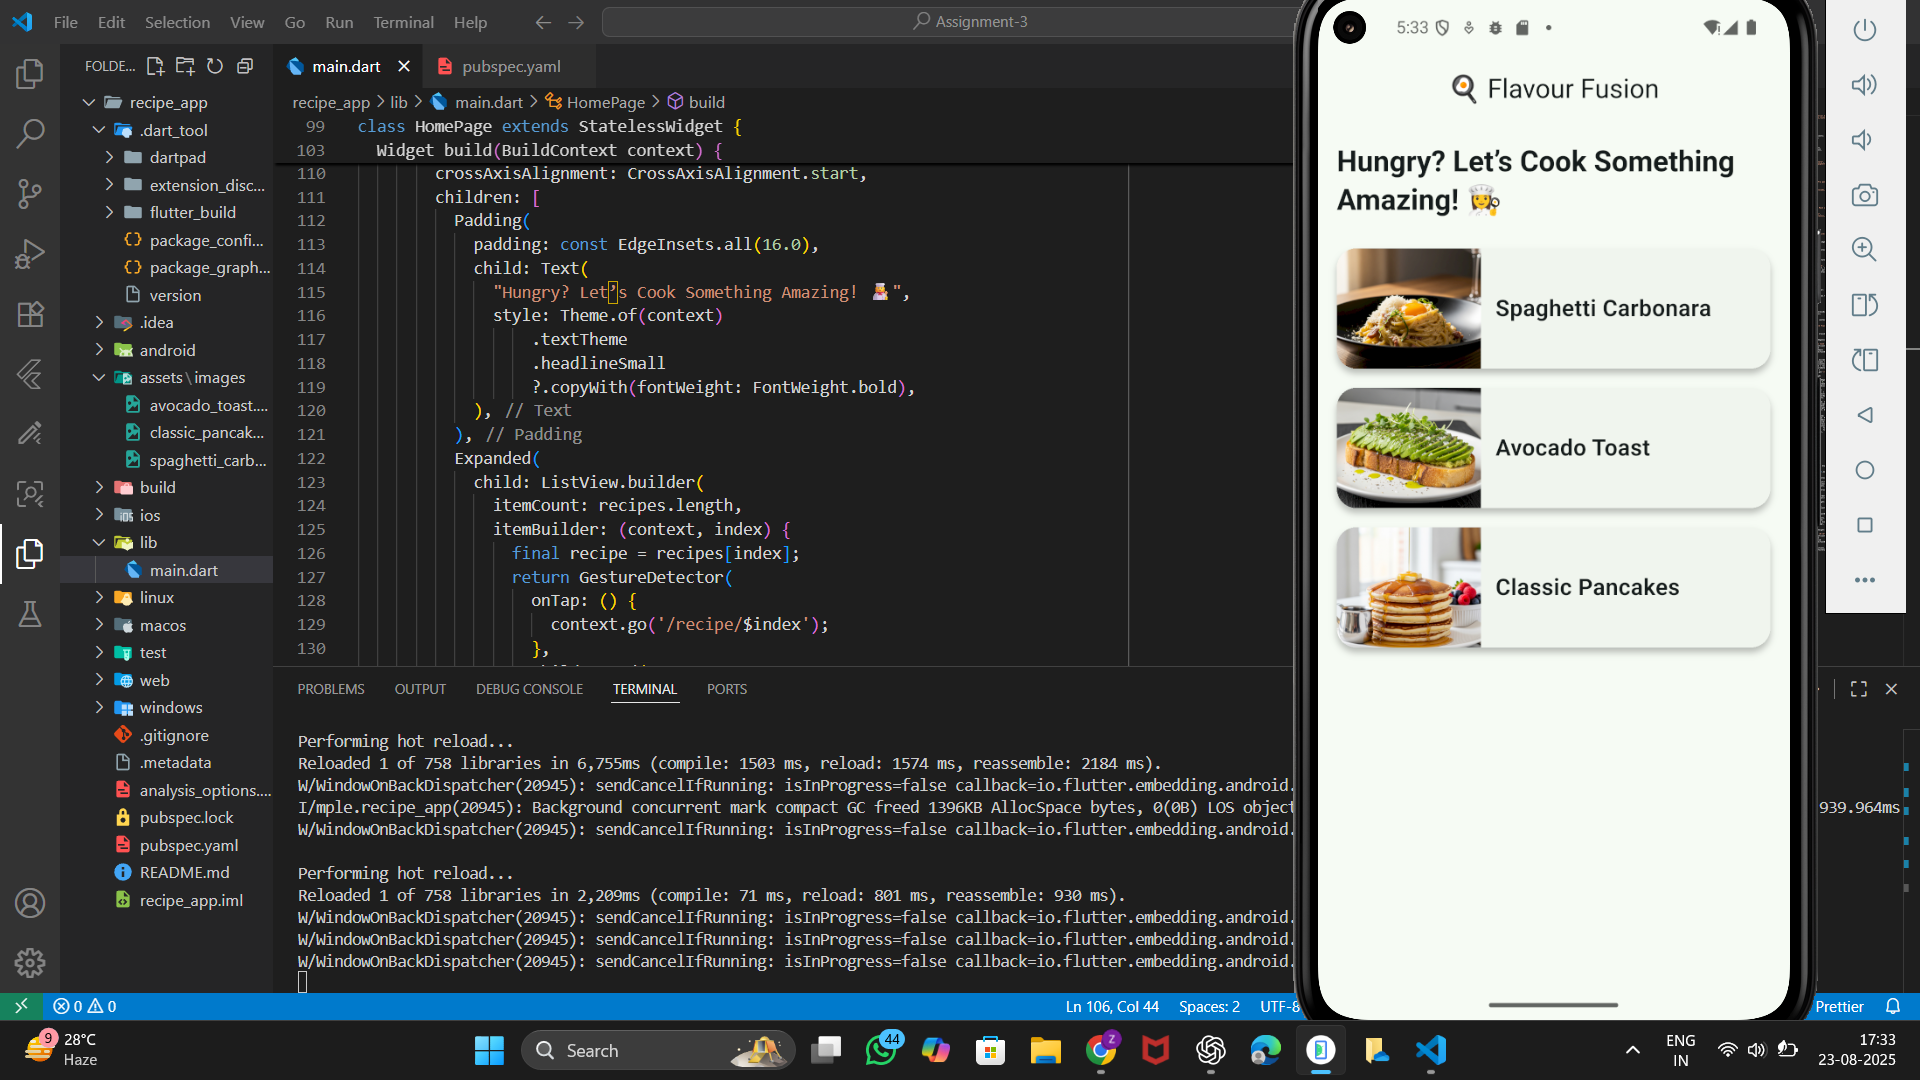 File Edit Selection View Go Run Terminal Help
Assignment-3
FOLDE...
recipe_app
.dart_tool
dartpad
extension_disc...
flutter_build
package_confi...
package_graph...
version
.idea
android
assets\images
avocado_toast....
classic_pancak...
spaghetti_carb...
build
ios
lib
main.dart
linux
macos
test
web
windows
.gitignore
.metadata
analysis_options....
pubspec.lock
pubspec.yaml
README.md
recipe_app.iml
main.dart
pubspec.yaml
recipe_app > lib > main.dart > HomePage > build
99 class HomePage extends StatelessWidget {
103 Widget build(BuildContext context) {
110 crossAxisAlignment: CrossAxisAlignment.start,
111 children: [
112 Padding(
113 padding: const EdgeInsets.all(16.0),
114 child: Text(
115 "Hungry? Let’s Cook Something Amazing! 👩‍🍳",
116 style: Theme.of(context)
117 .textTheme
118 .headlineSmall
119 ?.copyWith(fontWeight: FontWeight.bold),
120 ), // Text
121 ), // Padding
122 Expanded(
123 child: ListView.builder(
124 itemCount: recipes.length,
125 itemBuilder: (context, index) {
126 final recipe = recipes[index];
127 return GestureDetector(
128 onTap: () {
129 context.go('/recipe/$index');
130 },
PROBLEMS OUTPUT DEBUG CONSOLE TERMINAL PORTS
Performing hot reload...
Reloaded 1 of 758 libraries in 6,755ms (compile: 1503 ms, reload: 1574 ms, reassemble: 2184 ms).
W/WindowOnBackDispatcher(20945): sendCancelIfRunning: isInProgress=false callback=io.flutter.embedding.android.
I/mple.recipe_app(20945): Background concurrent mark compact GC freed 1396KB AllocSpace bytes, 0(0B) LOS object
939.964ms
W/WindowOnBackDispatcher(20945): sendCancelIfRunning: isInProgress=false callback=io.flutter.embedding.android.
Performing hot reload...
Reloaded 1 of 758 libraries in 2,209ms (compile: 71 ms, reload: 801 ms, reassemble: 930 ms).
W/WindowOnBackDispatcher(20945): sendCancelIfRunning: isInProgress=false callback=io.flutter.embedding.android.
W/WindowOnBackDispatcher(20945): sendCancelIfRunning: isInProgress=false callback=io.flutter.embedding.android.
W/WindowOnBackDispatcher(20945): sendCancelIfRunning: isInProgress=false callback=io.flutter.embedding.android.
0 0
Ln 106, Col 44 Spaces: 2 UTF-8
Prettier
5:33
🍳 Flavour Fusion
Hungry? Let’s Cook Something
Amazing! 👩‍🍳
Spaghetti Carbonara
Avocado Toast
Classic Pancakes
9
28°C
Haze
Search
44
Z
ENG
IN
17:33
23-08-2025